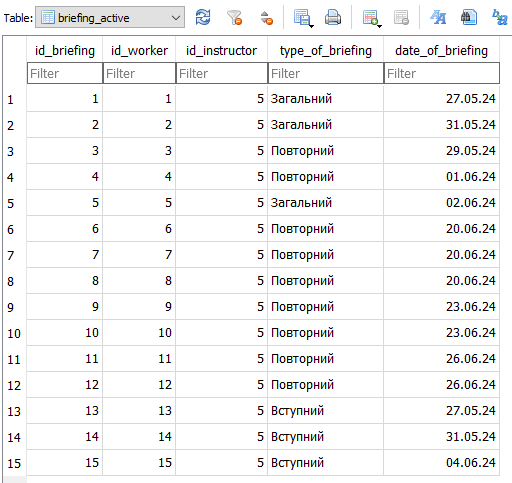 Table: briefing_active
id_briefing id_worker id_instructor type_of_briefing date_of_briefing
Filter Filter Filter Filter Filter
1 1 1 5 Загальний 27.05.24
2 2 2 5 Загальний 31.05.24
3 3 3 5 Повторний 29.05.24
4 4 4 5 Повторний 01.06.24
5 5 5 5 Загальний 02.06.24
6 6 6 5 Повторний 20.06.24
7 7 7 5 Повторний 20.06.24
8 8 8 5 Повторний 20.06.24
9 9 9 5 Повторний 23.06.24
10 10 10 5 Повторний 23.06.24
11 11 11 5 Повторний 26.06.24
12 12 12 5 Повторний 26.06.24
13 13 13 5 Вступний 27.05.24
14 14 14 5 Вступний 31.05.24
15 15 15 5 Вступний 04.06.24